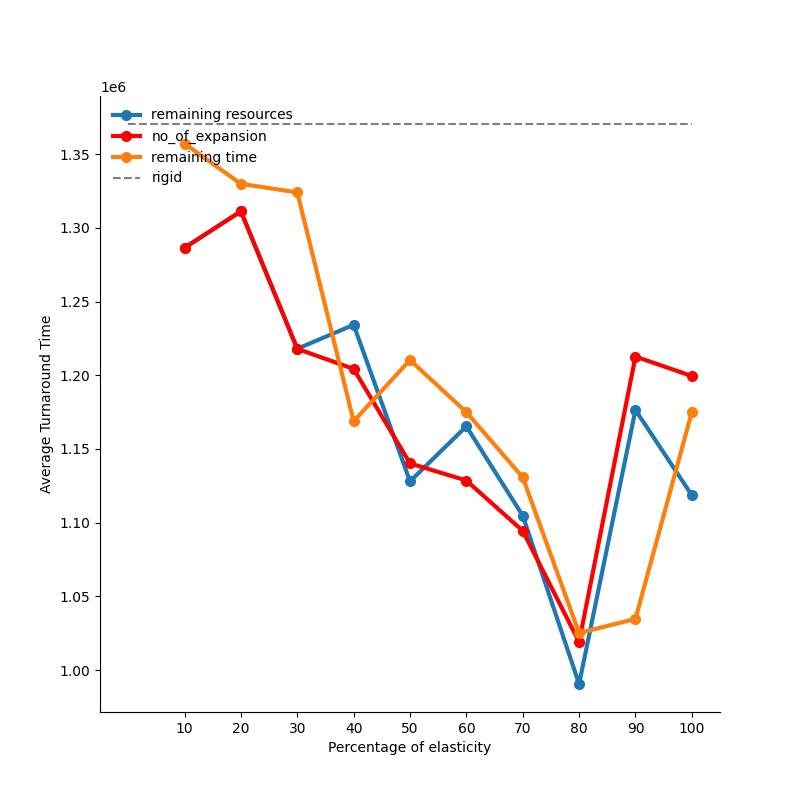 1e6
remaining resources
no_of_expansion
remaining time
rigid
1.35
1.30
1.25
1.20
1.15
1.10
1.05
1.00
Average Turnaround Time
10 20 30 40 50 60 70 80 90 100
Percentage of elasticity